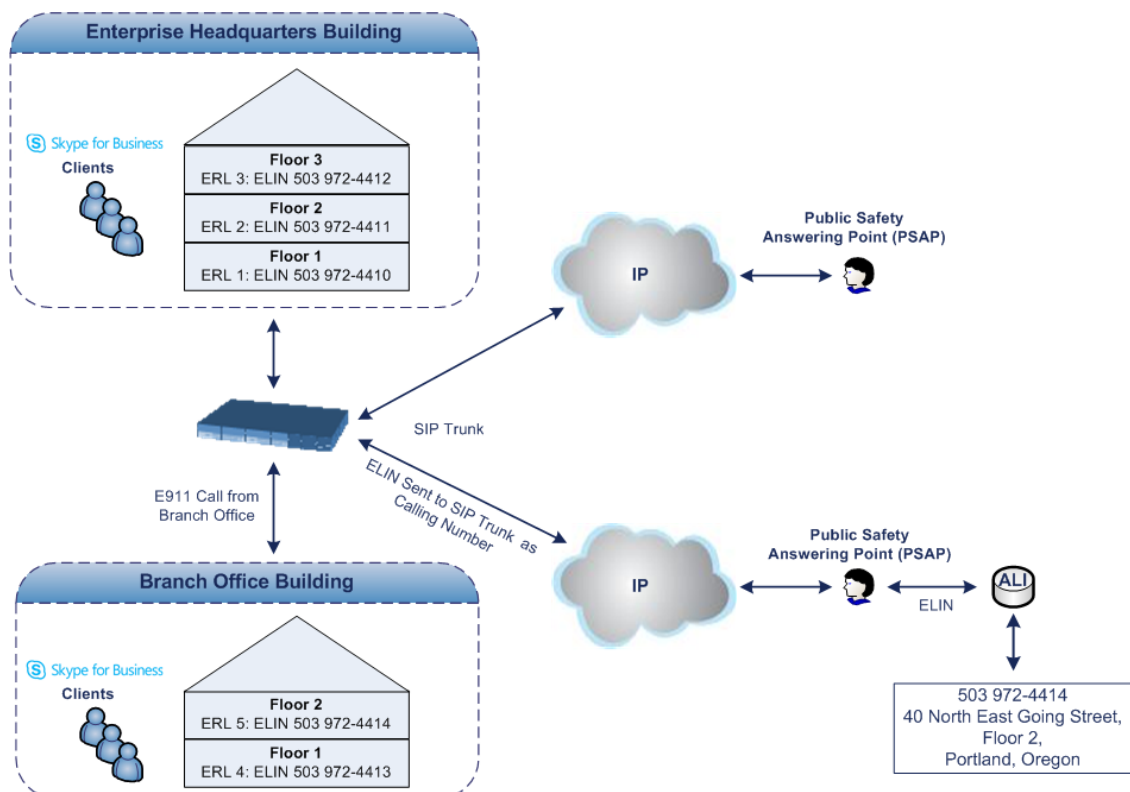 Enterprise Headquarters Building
Skype for Business
Clients
Floor 3
ERL 3: ELIN 503 972-4412
Floor 2
ERL 2: ELIN 503 972-4411
Floor 1
ERL 1: ELIN 503 972-4410
IP
Public Safety
Answering Point (PSAP)
SIP Trunk
ELIN Sent to SIP Trunk as
Calling Number
E911 Call from
Branch Office
IP
Public Safety
Answering Point (PSAP)
ELIN
ALI
503 972-4414
40 North East Going Street,
Floor 2,
Portland, Oregon
Branch Office Building
Skype for Business
Clients
Floor 2
ERL 5: ELIN 503 972-4414
Floor 1
ERL 4: ELIN 503 972-4413